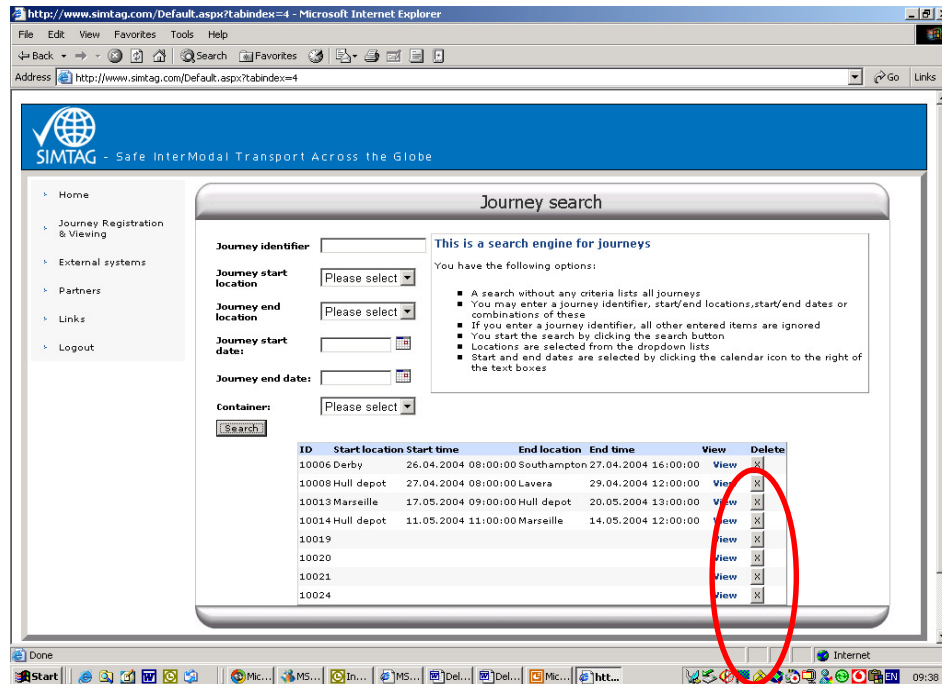 http://www.simtag.com/Default.aspx?tabindex=4 - Microsoft Internet Explorer
File Edit View Favorites Tools Help
Back Search Favorites
Address http://www.simtag.com/Default.aspx?tabindex=4 Go Links
SIMTAG - Safe InterModal Transport Across the Globe
Home
Journey Registration
& Viewing
External systems
Partners
Links
Logout
Journey search
Journey identifier
Journey start
location
Please select
Journey end
location
Please select
Journey start
date:
Journey end date:
Container:
Please select
Search
This is a search engine for journeys
You have the following options:
A search without any criteria lists all journeys
You may enter a journey identifier, start/end locations,start/end dates or
combinations of these
If you enter a journey identifier, all other entered items are ignored
You start the search by clicking the search button
Locations are selected from the dropdown lists
Start and end dates are selected by clicking the calendar icon to the right of
the text boxes
ID Start location Start time End location End time View Delete
10006 Derby 26.04.2004 08:00:00 Southampton 27.04.2004 16:00:00 View X
10008 Hull depot 27.04.2004 08:00:00 Lavera 29.04.2004 12:00:00 View X
10013 Marseille 17.05.2004 09:00:00 Hull depot 20.05.2004 13:00:00 View X
10014 Hull depot 11.05.2004 11:00:00 Marseille 14.05.2004 12:00:00 View X
10019 View X
10020 View X
10021 View X
10024 View X
Done Internet
Start Mic... M5... In... M5... Del... Del... Mic... htt... EN 09:38